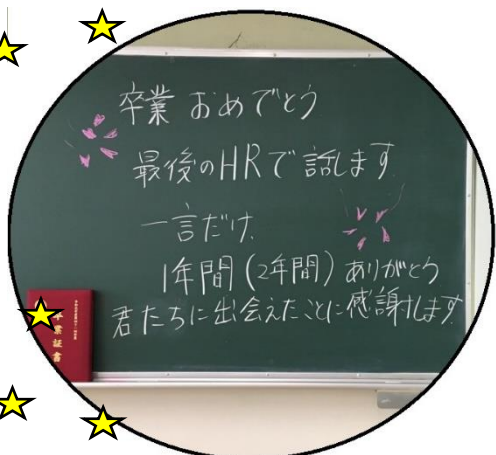 卒業 おめでとう
最後のHRで話します
一言だけ、
1年間(2年間)ありがとう
君たちに出会えたことに感謝します
卒業証書